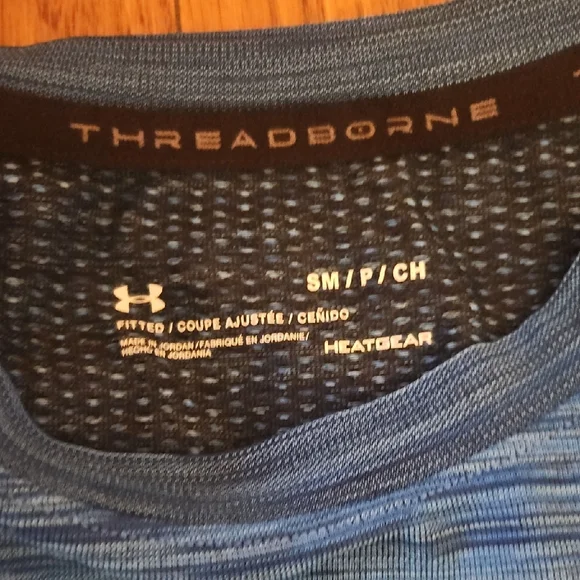 THREADBORNE
SM / P / CH
FITTED / COUPE AJUSTÉE / CEÑIDO
MADE IN JORDAN / FABRIQUÉ EN JORDANIE /
HECHO EN JORDANIA
HEATGEAR